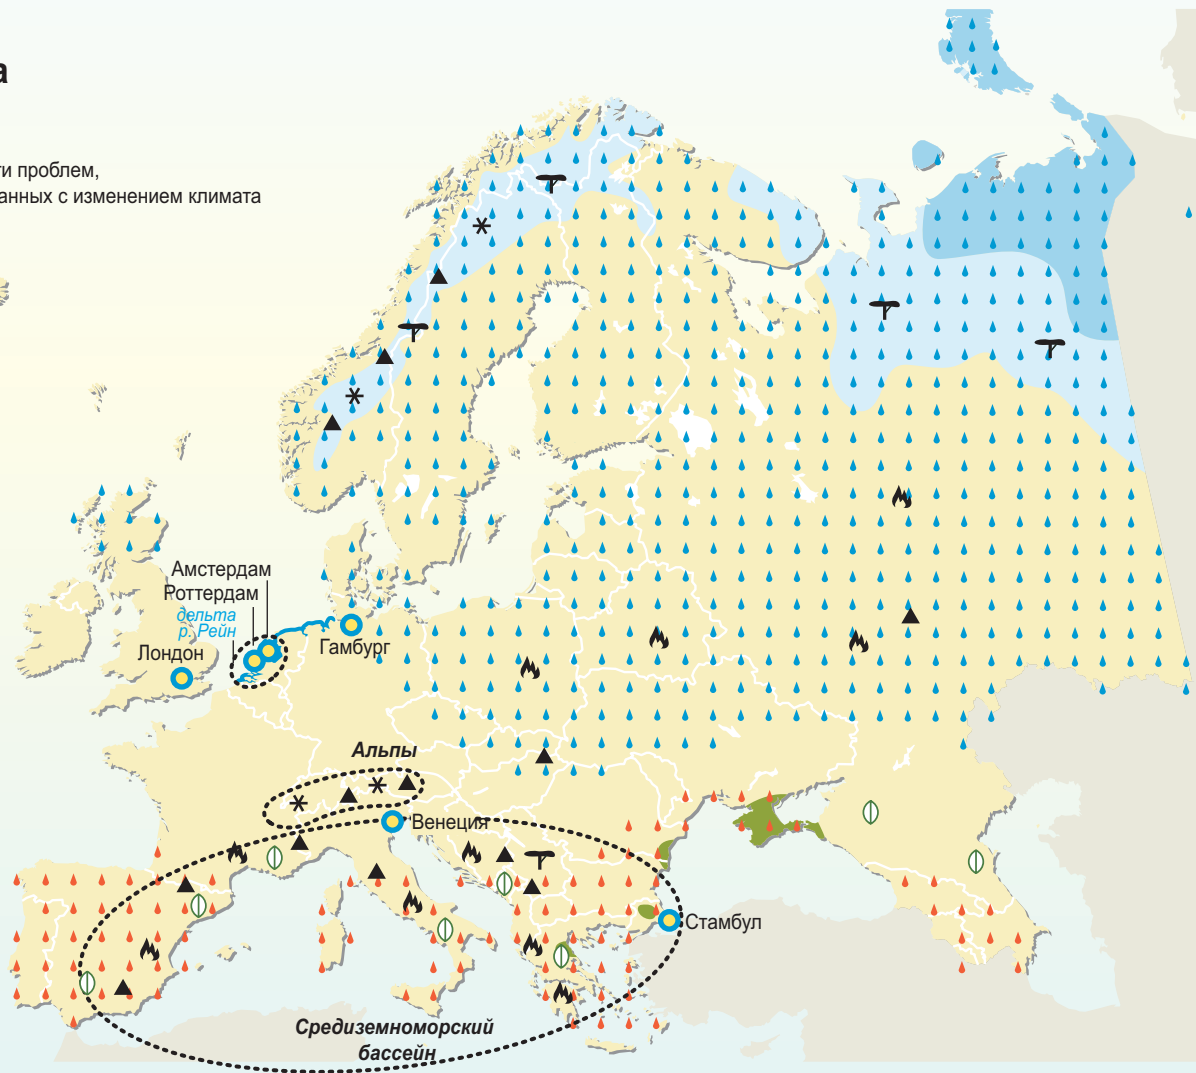 а
ти проблем,
анных с изменением климата
Амстердам
Роттердам
дельта
р. Рейн
Лондон
Гамбург
Альпы
Венеция
Стамбул
Средиземноморский
бассейн